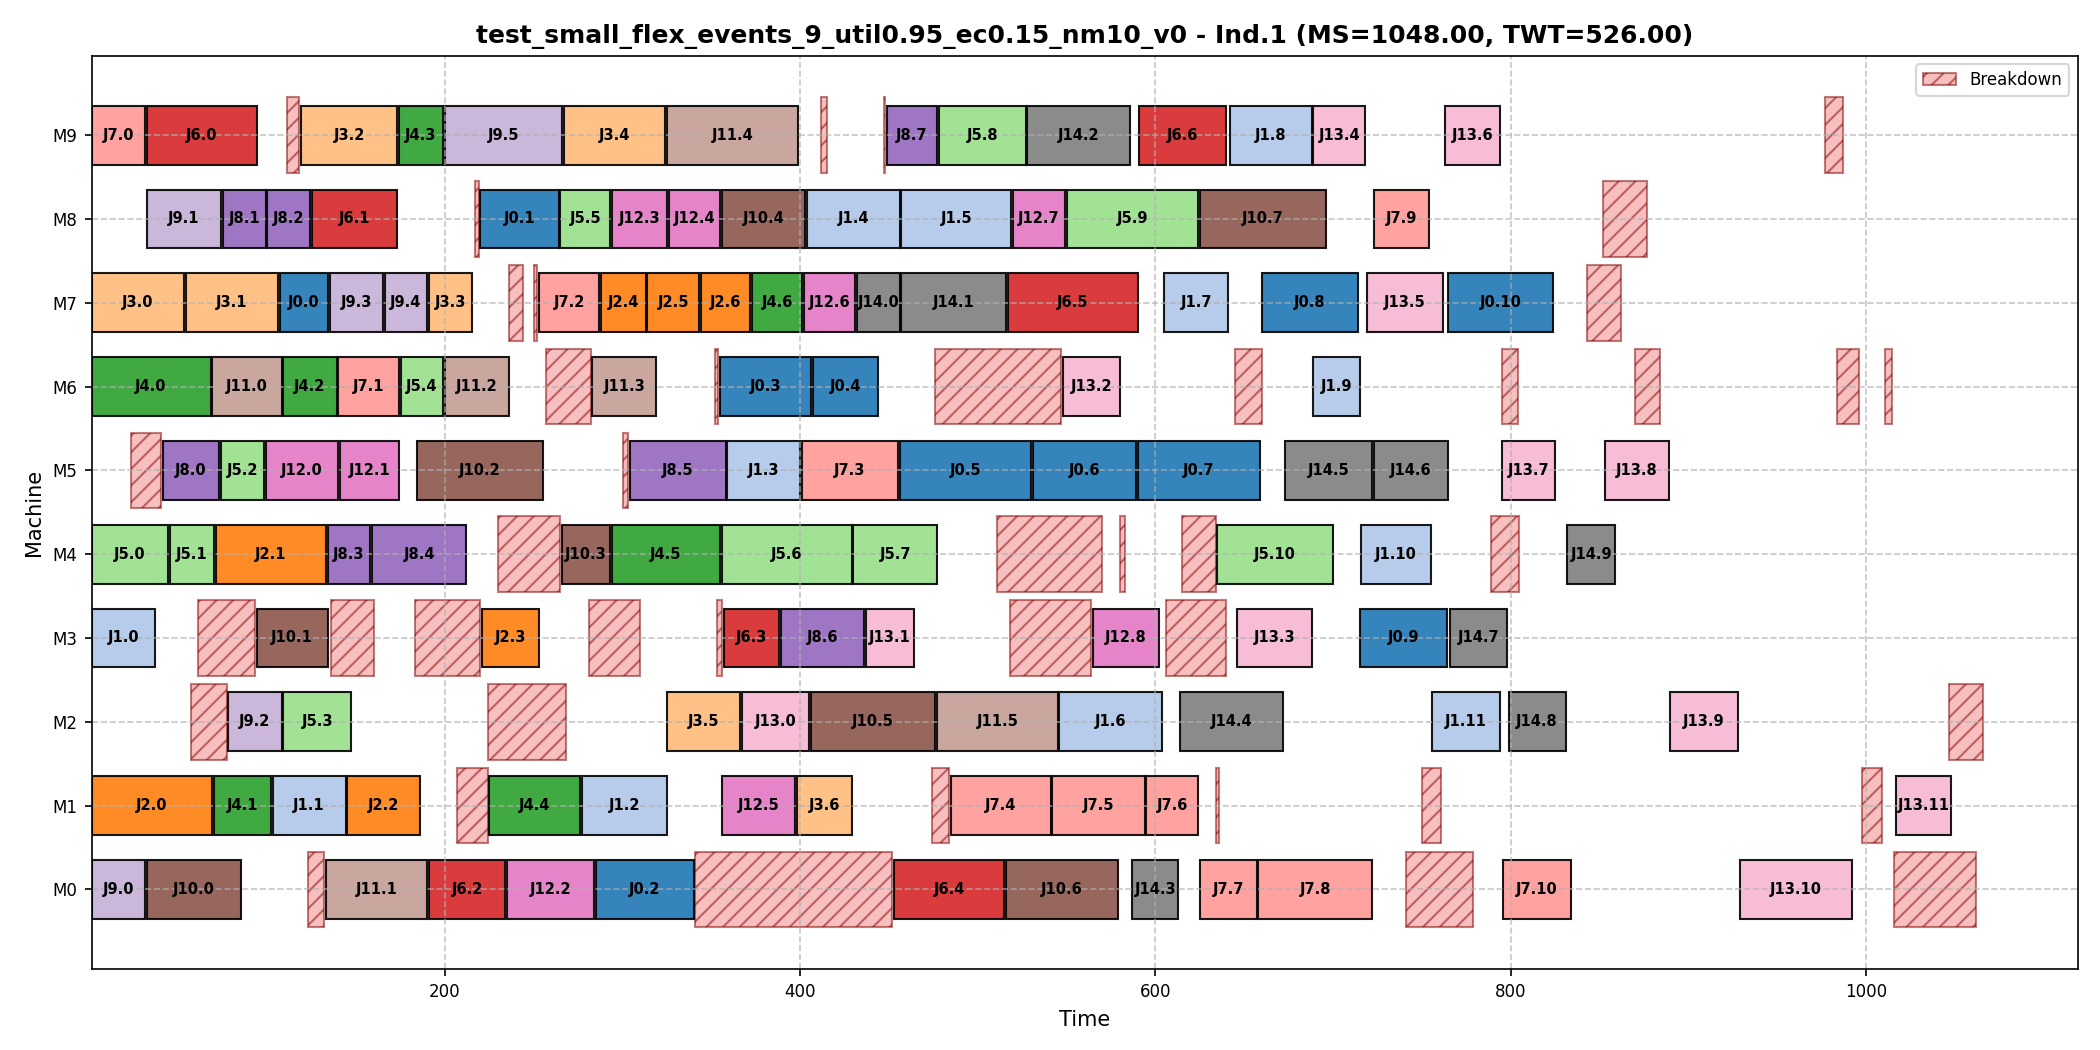 test_small_flex_events_9_util0.95_ec0.15_nm10_v0 - Ind.1 (MS=1048.00, TWT=526.00)
Breakdown
M9 J7.0 J6.0 J3.2 J4.3 J9.5 J3.4 J11.4 J8.7 J5.8 J14.2 J6.6 J1.8 J13.4 J13.6
M8 J9.1 J8.1 J8.2 J6.1 J0.1 J5.5 J12.3 J12.4 J10.4 J1.4 J1.5 J12.7 J5.9 J10.7 J7.9
M7 J3.0 J3.1 J0.0 J9.3 J9.4 J3.3 J7.2 J2.4 J2.5 J2.6 J4.6 J12.6 J14.0 J14.1 J6.5 J1.7 J0.8 J13.5 J0.10
M6 J4.0 J11.0 J4.2 J7.1 J5.4 J11.2 J11.3 J0.3 J0.4 J13.2 J1.9
M5 J8.0 J5.2 J12.0 J12.1 J10.2 J8.5 J1.3 J7.3 J0.5 J0.6 J0.7 J14.5 J14.6 J13.7 J13.8
M4 J5.0 J5.1 J2.1 J8.3 J8.4 J10.3 J4.5 J5.6 J5.7 J5.10 J1.10 J14.9
M3 J1.0 J10.1 J2.3 J6.3 J8.6 J13.1 J12.8 J13.3 J0.9 J14.7
M2 J9.2 J5.3 J3.5 J13.0 J10.5 J11.5 J1.6 J14.4 J1.11 J14.8 J13.9
M1 J2.0 J4.1 J1.1 J2.2 J4.4 J1.2 J12.5 J3.6 J7.4 J7.5 J7.6 J13.11
M0 J9.0 J10.0 J11.1 J6.2 J12.2 J0.2 J6.4 J10.6 J14.3 J7.7 J7.8 J7.10 J13.10
Machine
200 400 600 800 1000
Time